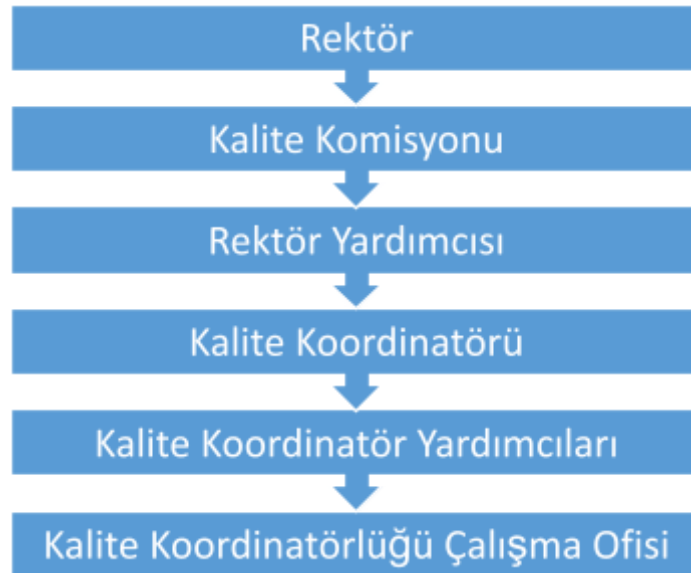 Rektör
Kalite Komisyonu
Rektör Yardımcısı
Kalite Koordinatörü
Kalite Koordinatör Yardımcıları
Kalite Koordinatörlüğü Çalışma Ofisi